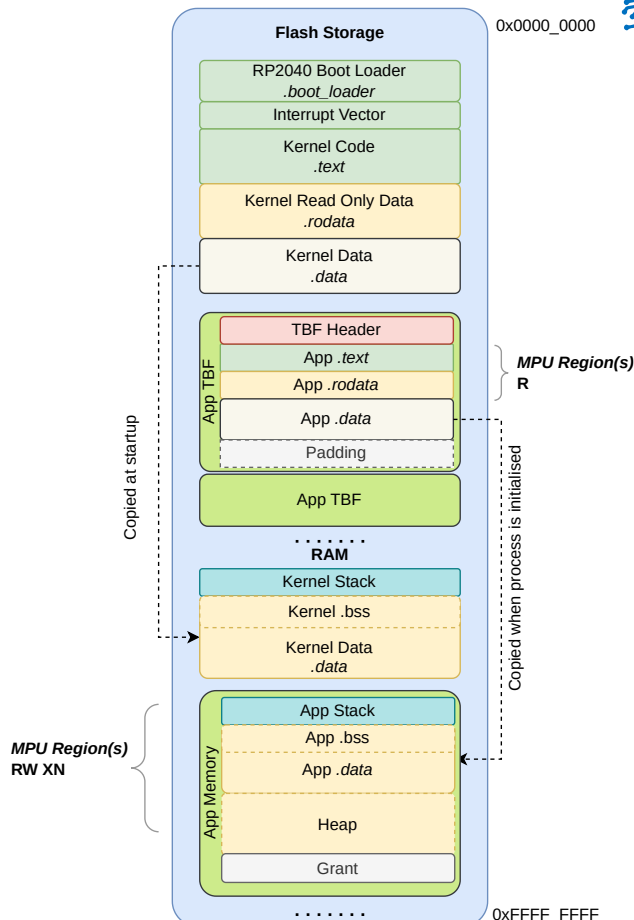 Flash Storage
0x0000_0000
RP2040 Boot Loader
.boot_loader
Interrupt Vector
Kernel Code
.text
Kernel Read Only Data
.rodata
Kernel Data
.data
App TBF
TBF Header
App .text
App .rodata
App .data
Padding
MPU Region(s)
R
App TBF
Copied at startup
Copied when process is initialised
. . . . . . .
RAM
Kernel Stack
Kernel .bss
Kernel Data
.data
App Memory
App Stack
App .bss
App .data
Heap
Grant
MPU Region(s)
RW XN
. . . . . . .
0xFFFF_FFFF